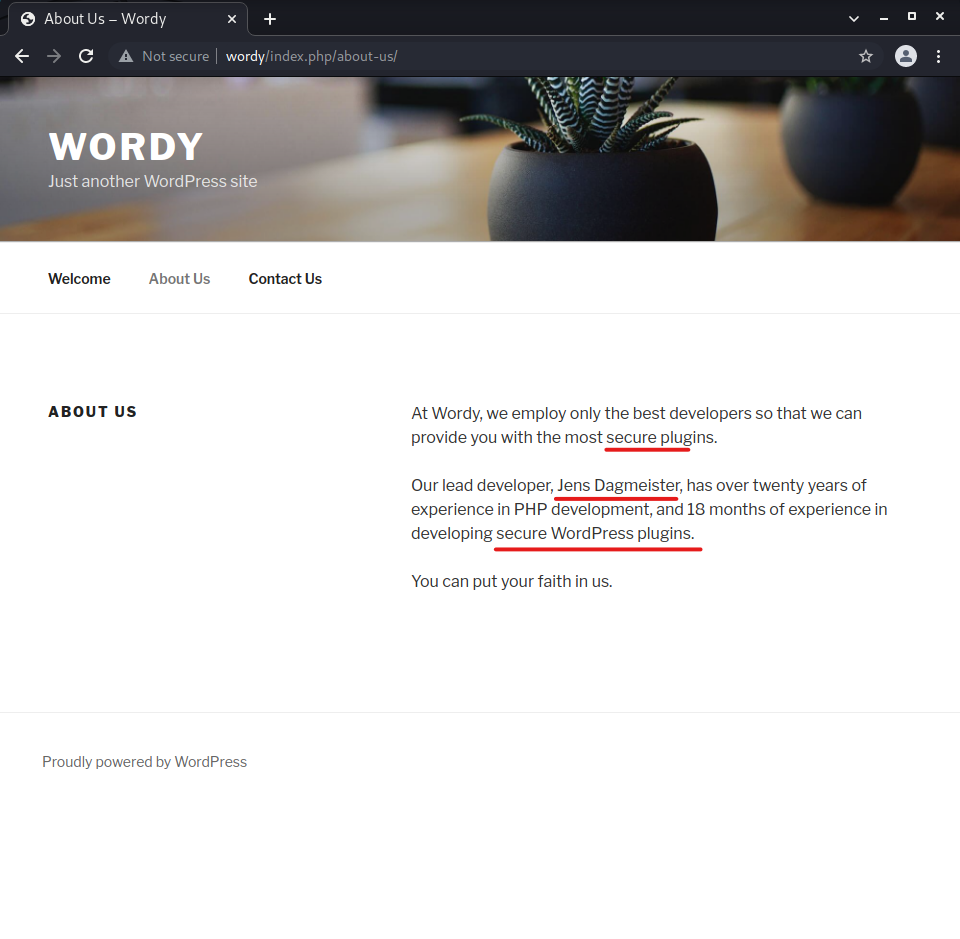 About Us – Wordy
Not secure
wordy/index.php/about-us/
WORDY
Just another WordPress site
Welcome About Us Contact Us
ABOUT US
At Wordy, we employ only the best developers so that we can
provide you with the most secure plugins.
Our lead developer, Jens Dagmeister, has over twenty years of
experience in PHP development, and 18 months of experience in
developing secure WordPress plugins.
You can put your faith in us.
Proudly powered by WordPress